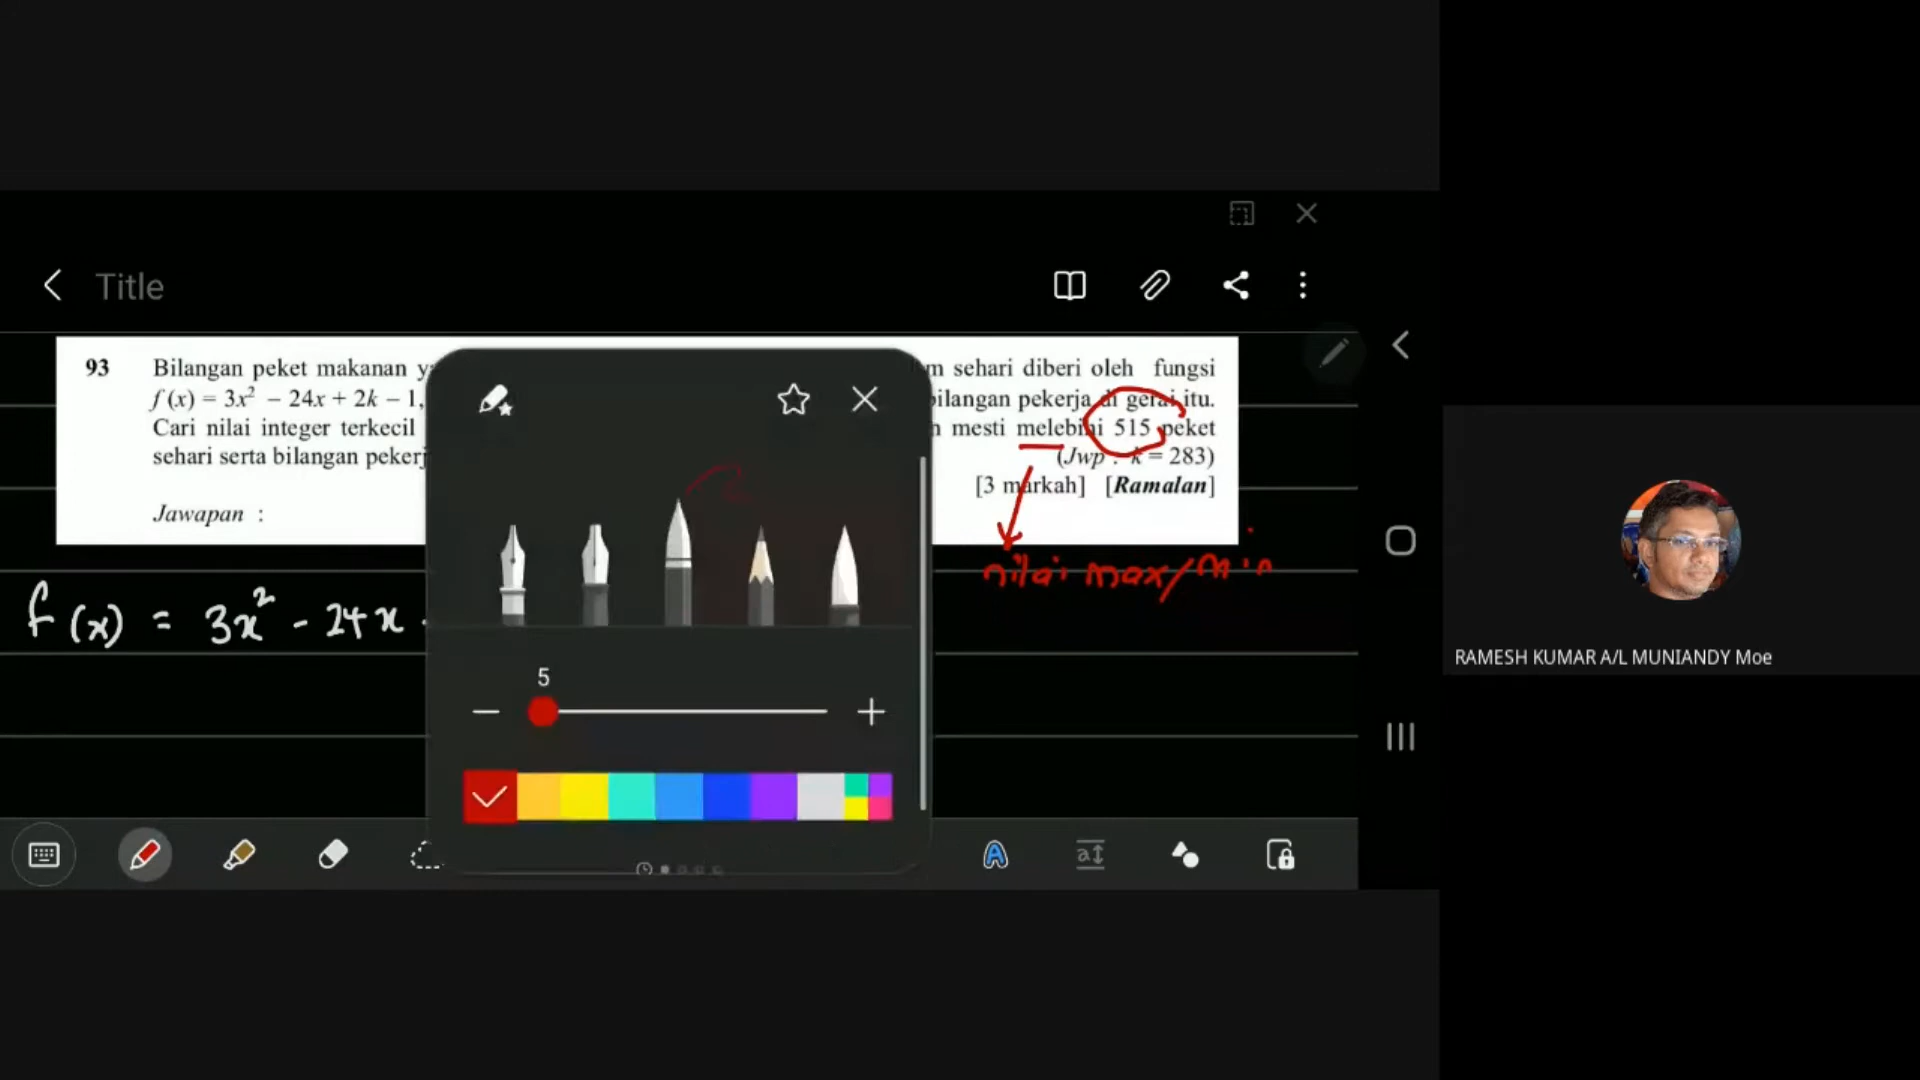 Title
93 Bilangan peket makanan sehari diberi oleh fungsi
f (x) = 3x² − 24x + 2k − 1, bilangan pekerja di gerai itu.
Cari nilai integer terkecil mesti melebihi 515 peket
sehari serta bilangan (Jwp : k = 283)
[3 markah] [Ramalan]
Jawapan :
nilai max/min
f (x) = 3x² - 24x
5
RAMESH KUMAR A/L MUNIANDY Moe